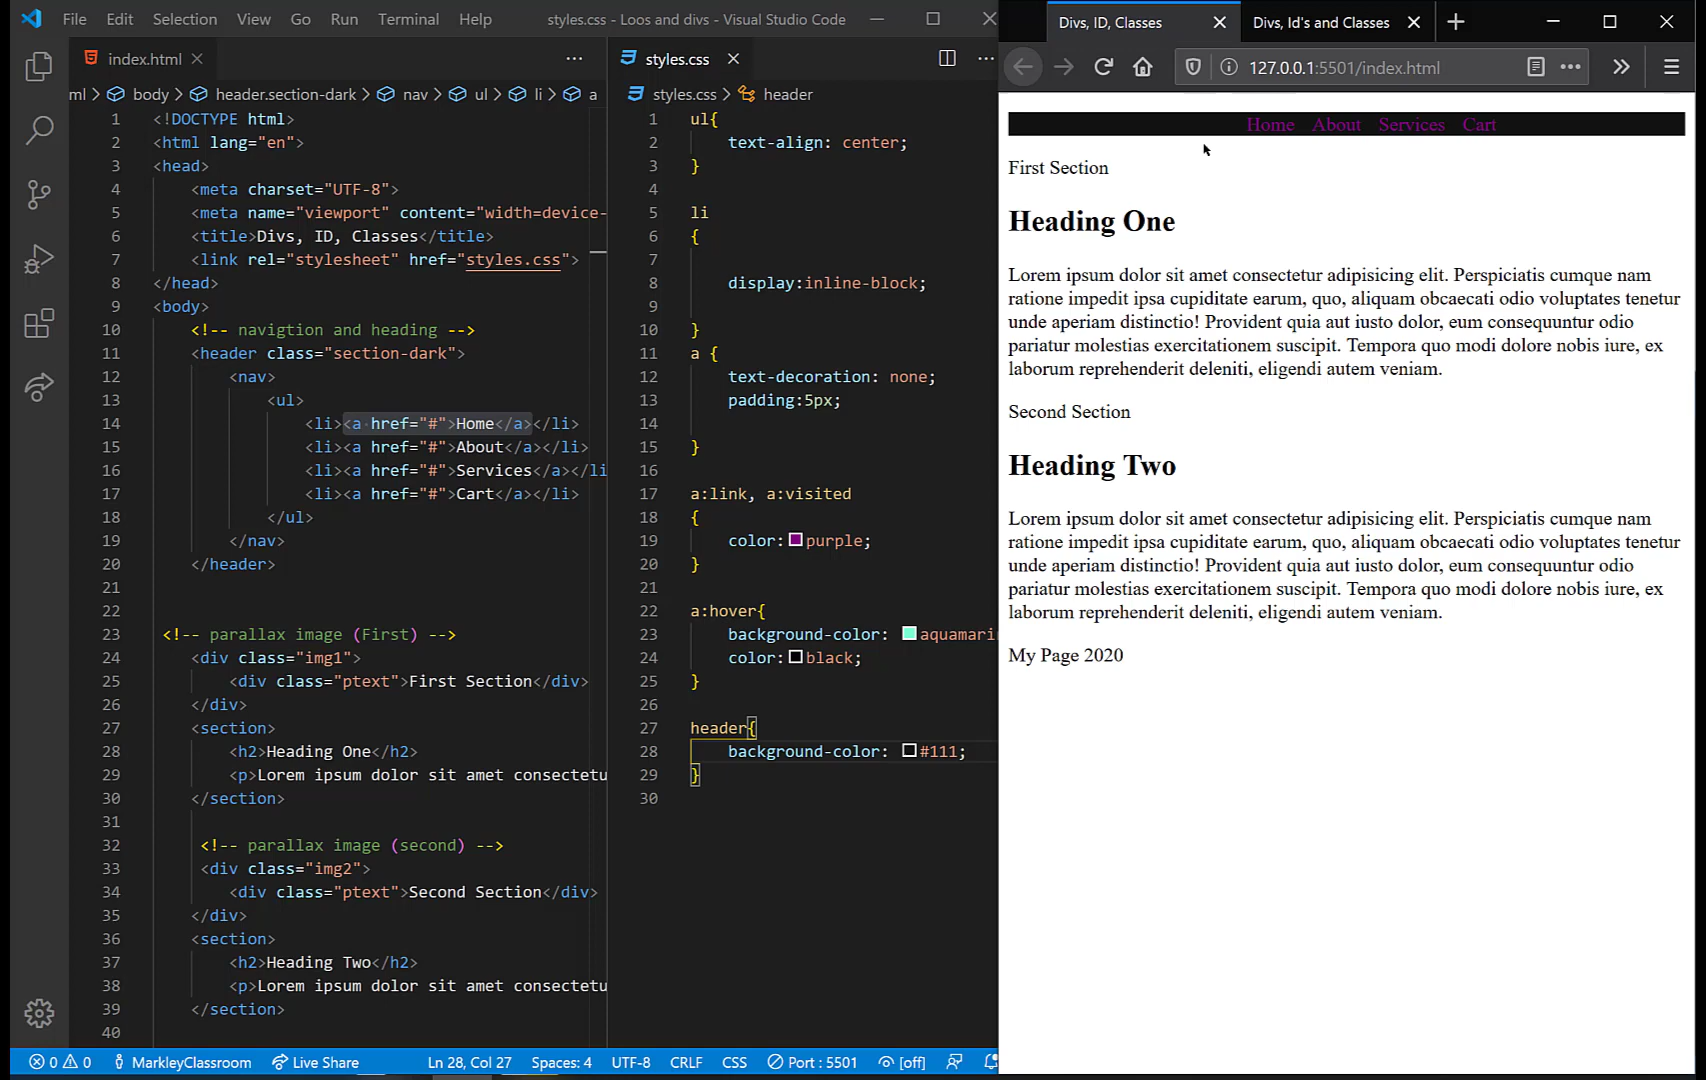 File Edit Selection View Go Run Terminal Help styles.css - Loos and divs - Visual Studio Code
index.html
ml > body > header.section-dark > nav > ul > li > a
1 <!DOCTYPE html>
2 <html lang="en">
3 <head>
4 <meta charset="UTF-8">
5 <meta name="viewport" content="width=device-
6 <title>Divs, ID, Classes</title>
7 <link rel="stylesheet" href="styles.css">
8 </head>
9 <body>
10 <!-- navigtion and heading -->
11 <header class="section-dark">
12 <nav>
13 <ul>
14 <li><a href="#">Home</a></li>
15 <li><a href="#">About</a></li>
16 <li><a href="#">Services</a></li
17 <li><a href="#">Cart</a></li>
18 </ul>
19 </nav>
20 </header>
21
22
23 <!-- parallax image (First) -->
24 <div class="img1">
25 <div class="ptext">First Section</div>
26 </div>
27 <section>
28 <h2>Heading One</h2>
29 <p>Lorem ipsum dolor sit amet consectetu
30 </section>
31
32 <!-- parallax image (second) -->
33 <div class="img2">
34 <div class="ptext">Second Section</div>
35 </div>
36 <section>
37 <h2>Heading Two</h2>
38 <p>Lorem ipsum dolor sit amet consectetu
39 </section>
40
styles.css
styles.css > header
1 ul{
2 text-align: center;
3 }
4
5 li
6 {
7
8 display:inline-block;
9
10 }
11 a {
12 text-decoration: none;
13 padding:5px;
14
15 }
16
17 a:link, a:visited
18 {
19 color:purple;
20 }
21
22 a:hover{
23 background-color: aquamarin
24 color:black;
25 }
26
27 header{
28 background-color: #111;
29 }
30
0 0 MarkleyClassroom Live Share Ln 28, Col 27 Spaces: 4 UTF-8 CRLF CSS Port : 5501 [off]
Divs, ID, Classes Divs, Id's and Classes
127.0.0.1:5501/index.html
Home About Services Cart
First Section
Heading One
Lorem ipsum dolor sit amet consectetur adipisicing elit. Perspiciatis cumque nam
ratione impedit ipsa cupiditate earum, quo, aliquam obcaecati odio voluptates tenetur
unde aperiam distinctio! Provident quia aut iusto dolor, eum consequuntur odio
pariatur molestias exercitationem suscipit. Tempora quo modi dolore nobis iure, ex
laborum reprehenderit deleniti, eligendi autem veniam.
Second Section
Heading Two
Lorem ipsum dolor sit amet consectetur adipisicing elit. Perspiciatis cumque nam
ratione impedit ipsa cupiditate earum, quo, aliquam obcaecati odio voluptates tenetur
unde aperiam distinctio! Provident quia aut iusto dolor, eum consequuntur odio
pariatur molestias exercitationem suscipit. Tempora quo modi dolore nobis iure, ex
laborum reprehenderit deleniti, eligendi autem veniam.
My Page 2020